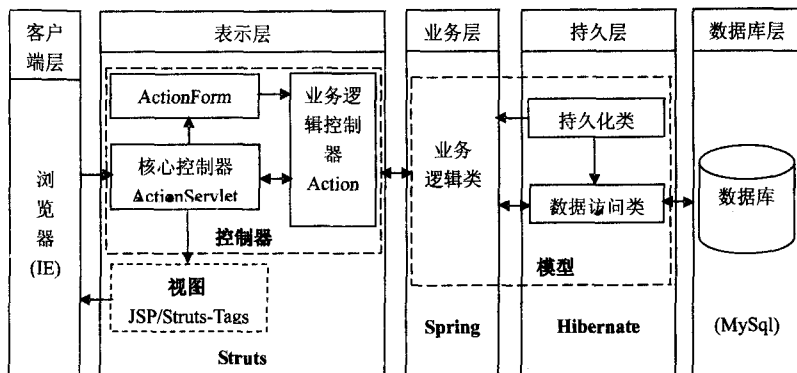 客户
端层
表示层
业务层
持久层
数据库层
ActionForm
业务逻
辑控制
器
Action
核心控制器
ActionServlet
控制器
浏
览
器
(IE)
视图
JSP/Struts-Tags
Struts
业务
逻辑类
Spring
持久化类
数据访问类
模型
Hibernate
数据库
(MySql)